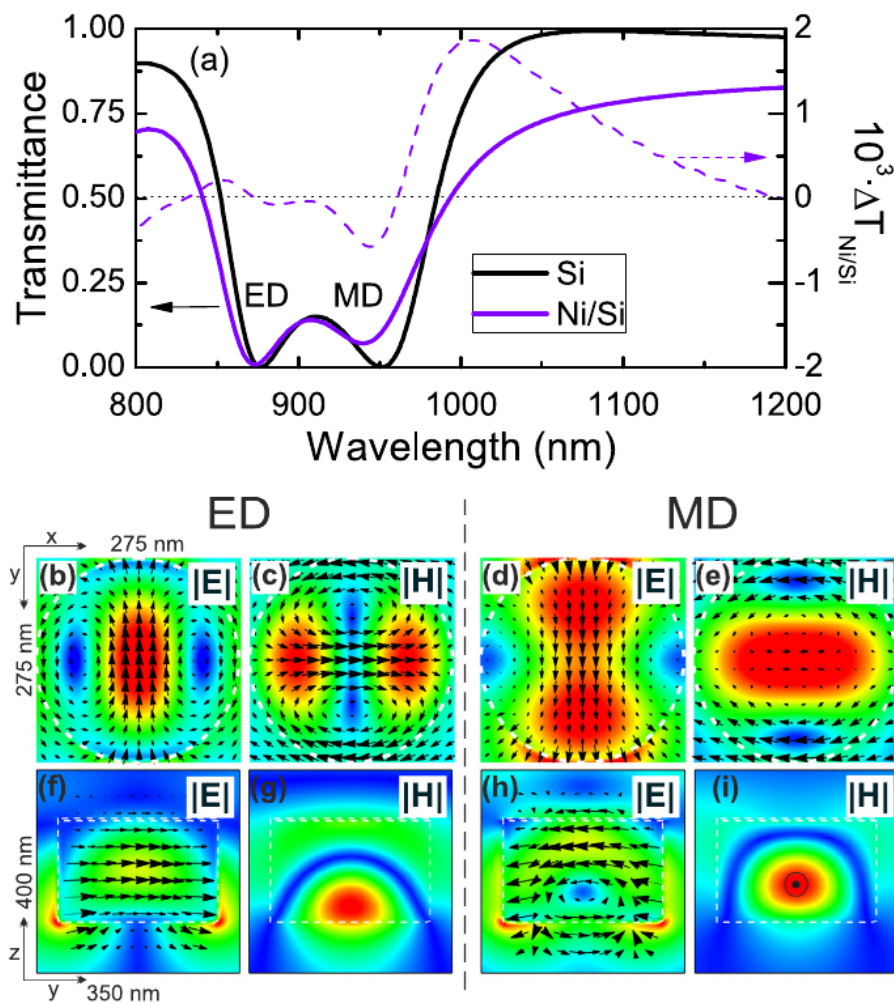 (a)
1.00
0.75
0.50
0.25
0.00
Transmittance
2
1
0
-1
-2
10³·ΔT Ni/Si
ED
MD
Si
Ni/Si
800 900 1000 1100 1200
Wavelength (nm)
ED MD
x
275 nm
y
275 nm
(b) |E|
(c) |H|
(d) |E|
(e) |H|
(f) |E|
(g) |H|
(h) |E|
(i) |H|
400 nm
z
y
350 nm